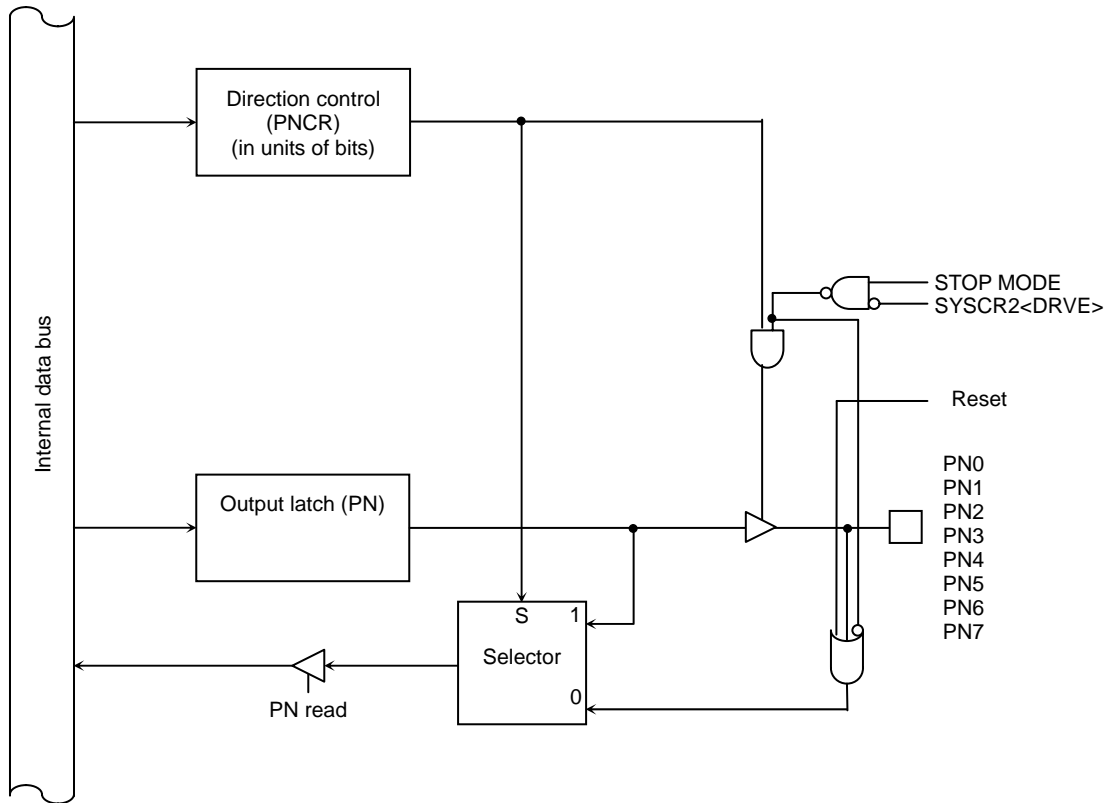 Direction control
(PNCR)
(in units of bits)
STOP MODE
SYSCR2<DRVE>
Internal data bus
Reset
PN0
PN1
PN2
PN3
PN4
PN5
PN6
PN7
Output latch (PN)
S
1
Selector
0
PN read